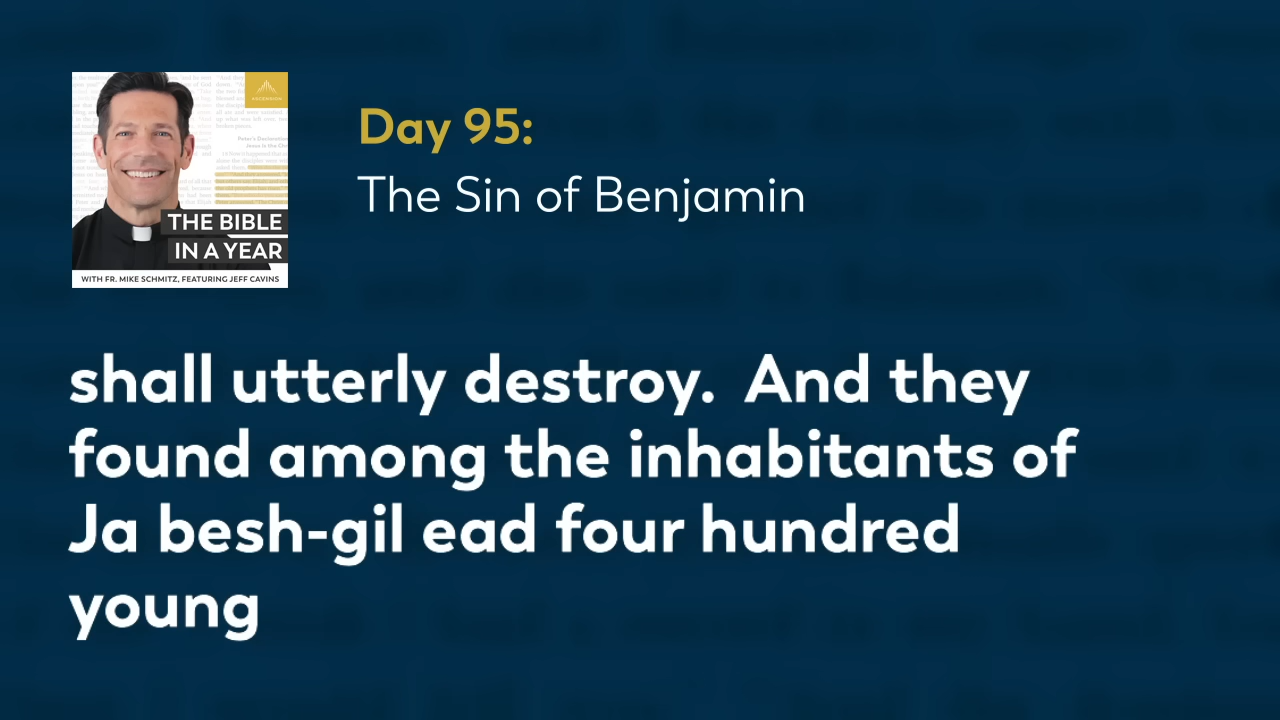 ASCENSION
THE BIBLE
IN A YEAR
WITH FR. MIKE SCHMITZ, FEATURING JEFF CAVINS
Day 95:
The Sin of Benjamin
shall utterly destroy. And they
found among the inhabitants of
Ja besh-gil ead four hundred
young